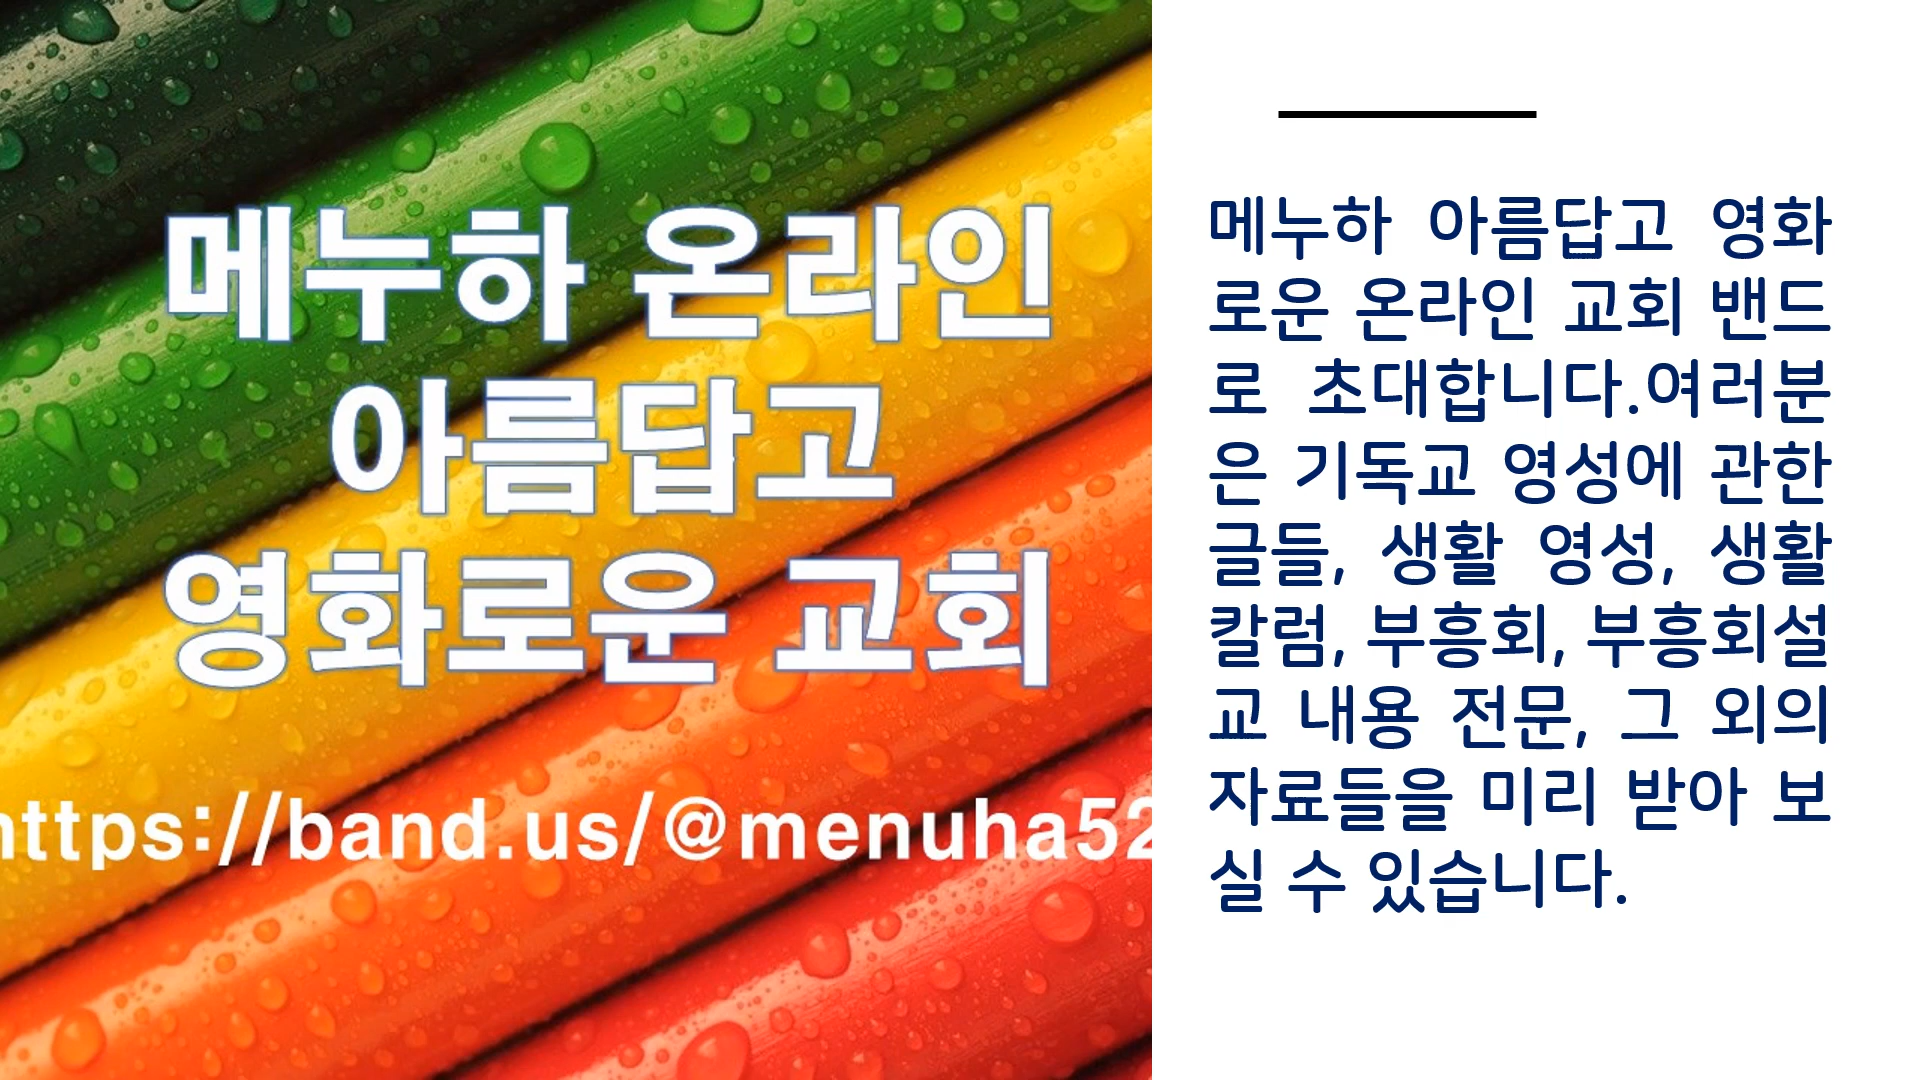 메누하 온라인
아름답고
영화로운 교회
https://band.us/@menuha52
메누하 아름답고 영화
로운 온라인 교회 밴드
로 초대합니다.여러분
은 기독교 영성에 관한
글들, 생활 영성, 생활
칼럼, 부흥회, 부흥회설
교 내용 전문, 그 외의
자료들을 미리 받아 보
실 수 있습니다.